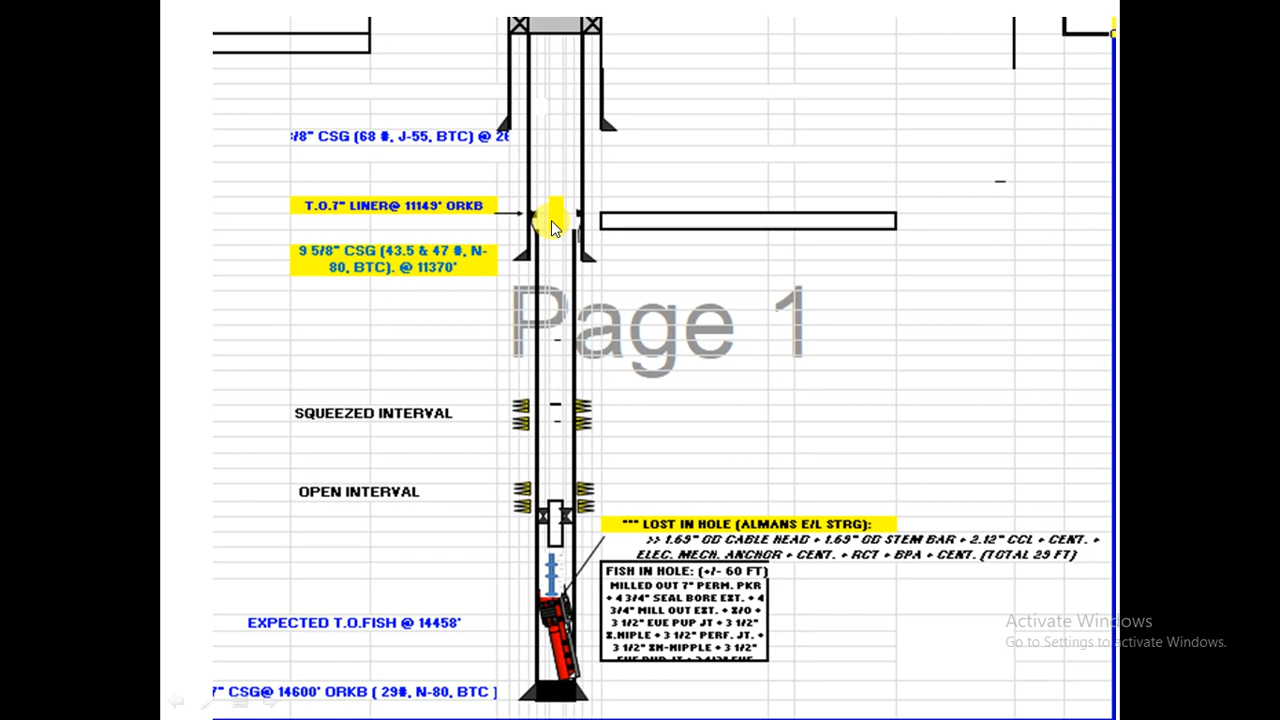 /8" CSG (68 #, J-55, BTC) @ 26
T.O.7" LINER@ 11149' ORKB
9 5/8" CSG (43.5 & 47 #, N-
80, BTC). @ 11370'
Page 1
SQUEEZED INTERVAL
OPEN INTERVAL
*** LOST IN HOLE (ALMANS E/L STRG):
>> 1.69" OD CABLE HEAD + 1.69" OD STEM BAR + 2.12" CCL + CENT. +
ELEC. MECH. ANCHOR + CENT. + RCT + BPA + CENT. (TOTAL 29 FT)
FISH IN HOLE: (+/- 60 FT)
MILLED OUT 7" PERM. PKR
+ 4 3/4" SEAL BORE EXT. + 4
3/4" MILL OUT EXT. + X/O +
3 1/2" EUE PUP JT + 3 1/2"
X.NIPLE + 3 1/2" PERF. JT. +
3 1/2" XN-NIPPLE + 3 1/2"
EXPECTED T.O.FISH @ 14458'
7" CSG@ 14600' ORKB ( 29#, N-80, BTC )
Activate Windows
Go to Settings to activate Windows.